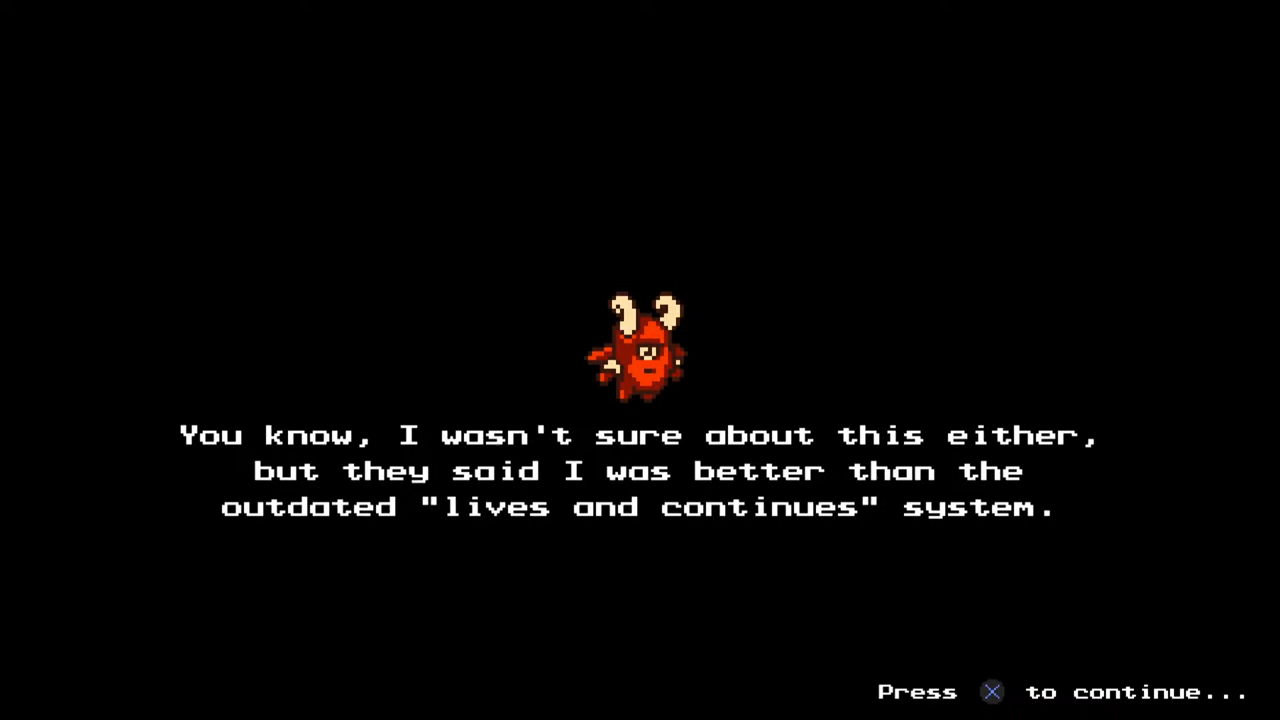 You know, I wasn't sure about this either,
but they said I was better than the
outdated "lives and continues" system.
Press X to continue...